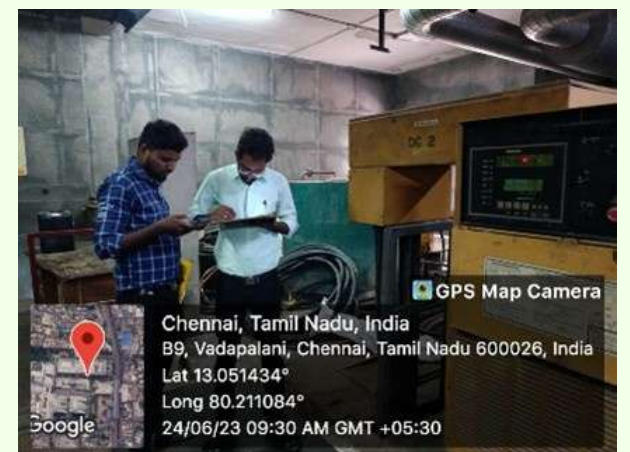 DG 2
GPS Map Camera
Chennai, Tamil Nadu, India
B9, Vadapalani, Chennai, Tamil Nadu 600026, India
Lat 13.051434°
Long 80.211084°
24/06/23 09:30 AM GMT +05:30
Google